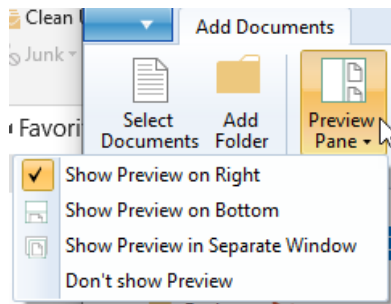 Clean
Add Documents
Junk
Select Documents
Add Folder
Preview Pane
Favori
Show Preview on Right
Show Preview on Bottom
Show Preview in Separate Window
Don't show Preview